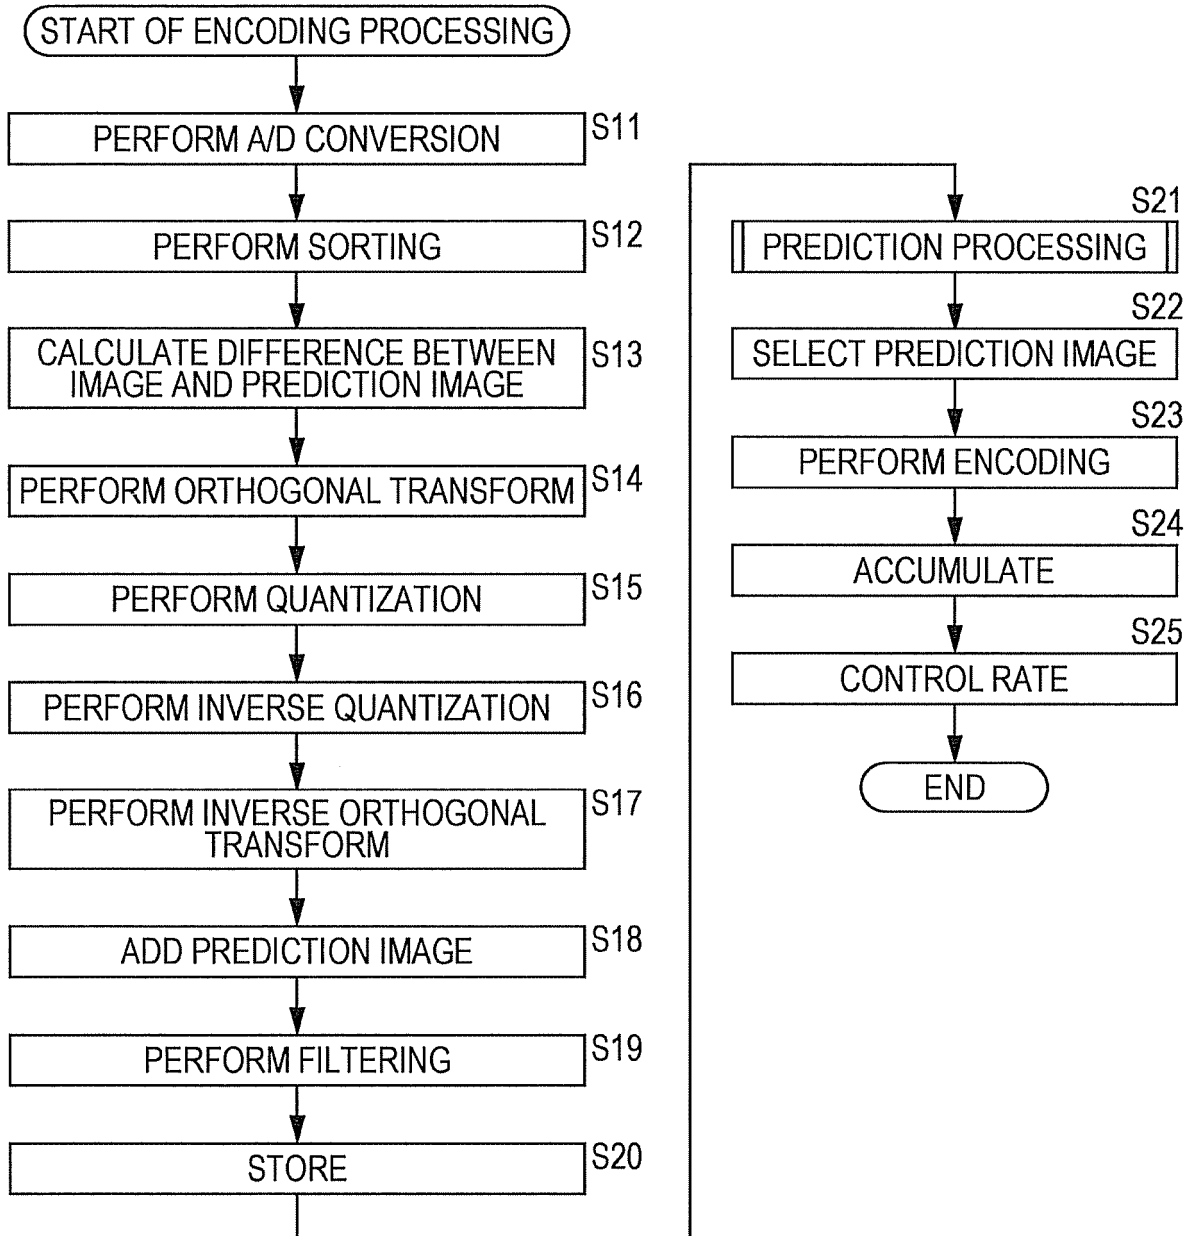 START OF ENCODING PROCESSING
PERFORM A/D CONVERSION
S11
PERFORM SORTING
S12
CALCULATE DIFFERENCE BETWEEN
IMAGE AND PREDICTION IMAGE
S13
PERFORM ORTHOGONAL TRANSFORM
S14
PERFORM QUANTIZATION
S15
PERFORM INVERSE QUANTIZATION
S16
PERFORM INVERSE ORTHOGONAL
TRANSFORM
S17
ADD PREDICTION IMAGE
S18
PERFORM FILTERING
S19
STORE
S20
S21
PREDICTION PROCESSING
S22
SELECT PREDICTION IMAGE
S23
PERFORM ENCODING
S24
ACCUMULATE
S25
CONTROL RATE
END